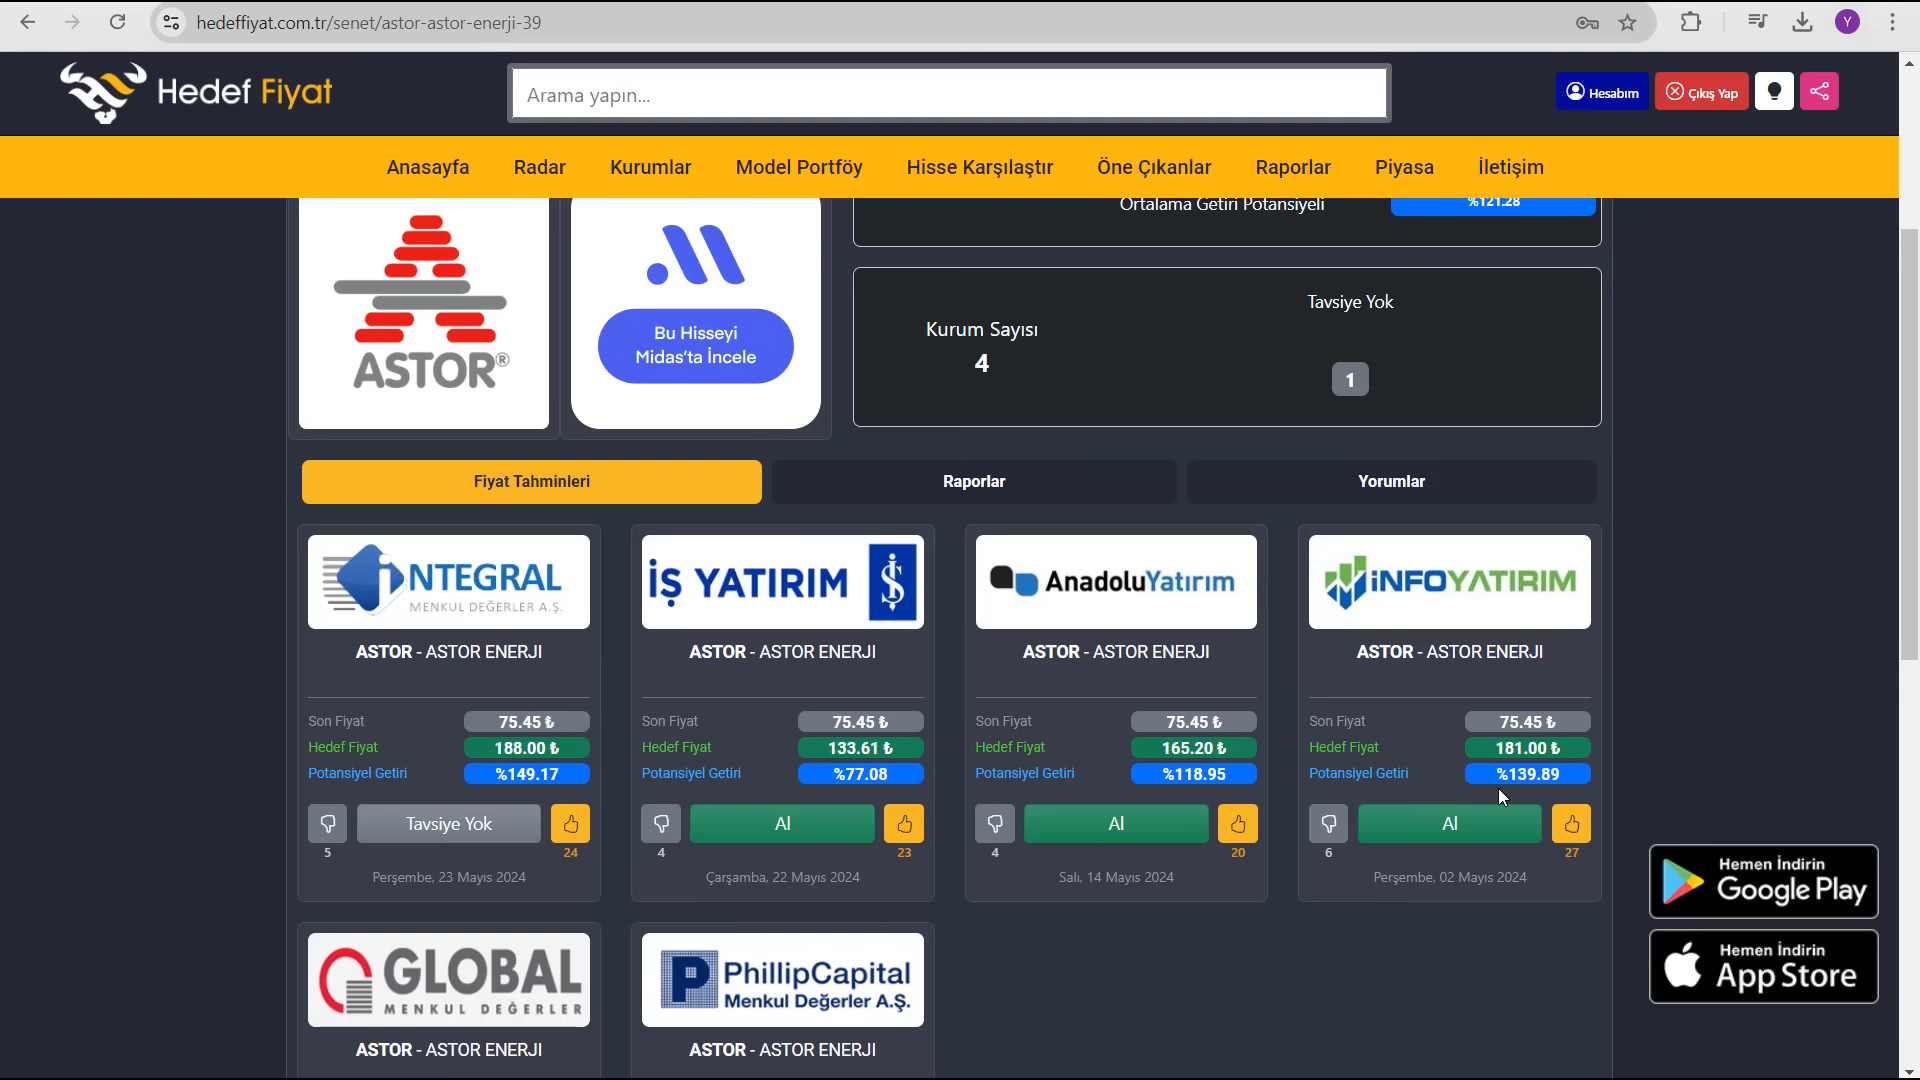 hedeffiyat.com.tr/senet/astor-astor-enerji-39
Y
Hedef Fiyat
Arama yapın...
Hesabım
Çıkış Yap
Anasayfa Radar Kurumlar Model Portföy Hisse Karşılaştır Öne Çıkanlar Raporlar Piyasa İletişim
Ortalama Getiri Potansiyeli %121.28
ASTOR®
Bu Hisseyi
Midas'ta İncele
Kurum Sayısı
4
Tavsiye Yok
1
Fiyat Tahminleri Raporlar Yorumlar
iNTEGRAL
MENKUL DEĞERLER A.Ş.
ASTOR - ASTOR ENERJI
Son Fiyat 75.45 ₺
Hedef Fiyat 188.00 ₺
Potansiyel Getiri %149.17
Tavsiye Yok
5 24
Perşembe, 23 Mayıs 2024
İŞ YATIRIM
ASTOR - ASTOR ENERJI
Son Fiyat 75.45 ₺
Hedef Fiyat 133.61 ₺
Potansiyel Getiri %77.08
Al
4 23
Çarşamba, 22 Mayıs 2024
AnadoluYatırım
ASTOR - ASTOR ENERJI
Son Fiyat 75.45 ₺
Hedef Fiyat 165.20 ₺
Potansiyel Getiri %118.95
Al
4 20
Salı, 14 Mayıs 2024
iNFOYATIRIM
ASTOR - ASTOR ENERJI
Son Fiyat 75.45 ₺
Hedef Fiyat 181.00 ₺
Potansiyel Getiri %139.89
Al
6 27
Perşembe, 02 Mayıs 2024
GLOBAL
MENKUL DEĞERLER
ASTOR - ASTOR ENERJI
PhillipCapital
Menkul Değerler A.Ş.
ASTOR - ASTOR ENERJI
Hemen İndirin
Google Play
Hemen İndirin
App Store